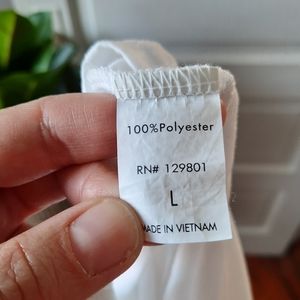 100%Polyester
RN# 129801
L
MADE IN VIETNAM